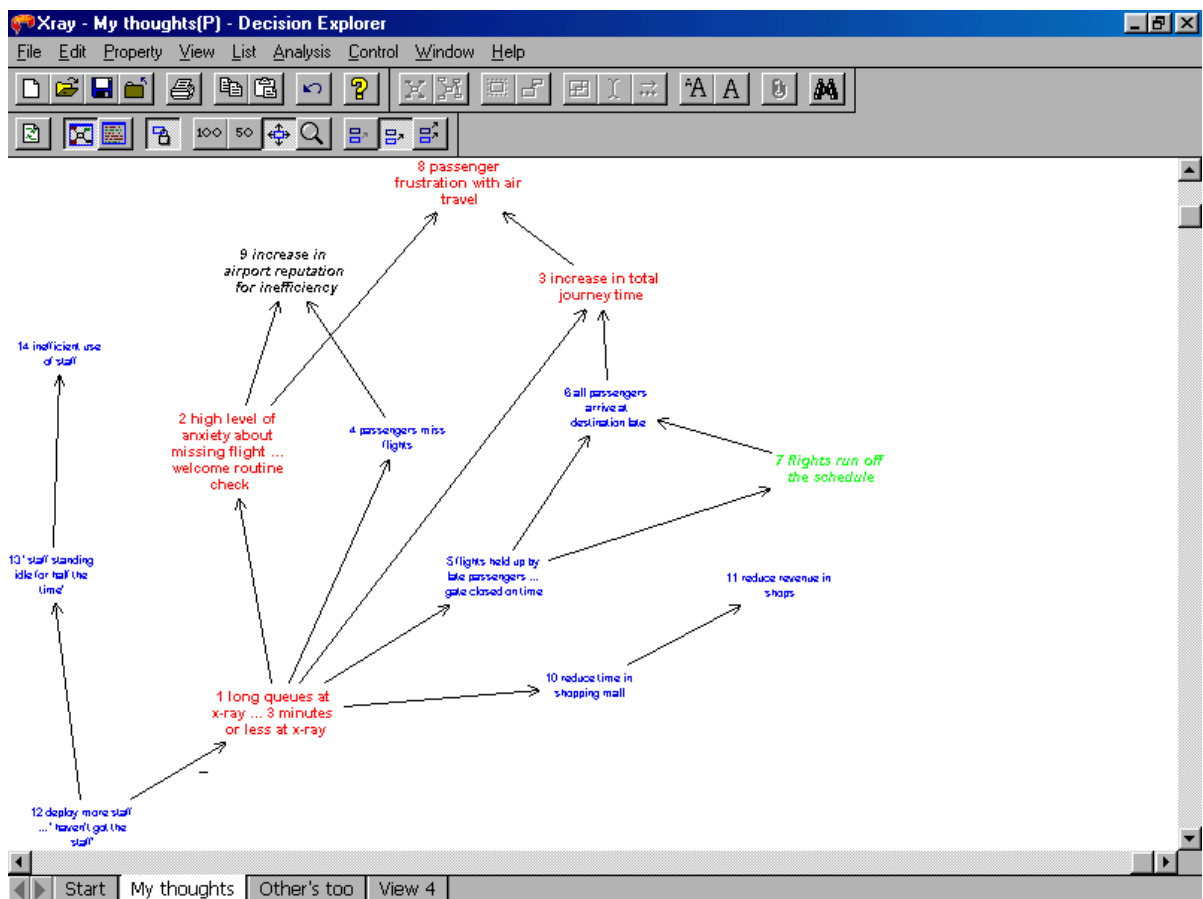 Xray - My thoughts(P) - Decision Explorer
File Edit Property View List Analysis Control Window Help
100 50
8 passenger
frustration with air
travel
9 increase in
airport reputation
for inefficiency
3 increase in total
journey time
14 inefficient use
of staff
6 all passengers
arrive at
destination late
2 high level of
anxiety about
missing flight ...
welcome routine
check
4 passengers miss
flights
7 flights run off
the schedule
13 'staff standing
idle for half the
time'
5 flights held up by
late passengers ...
gate closed on time
11 reduce revenue in
shops
10 reduce time in
shopping mall
1 long queues at
x-ray ... 3 minutes
or less at x-ray
–
12 deploy more staff
...'haven't got the
staff'
Start My thoughts Other's too View 4